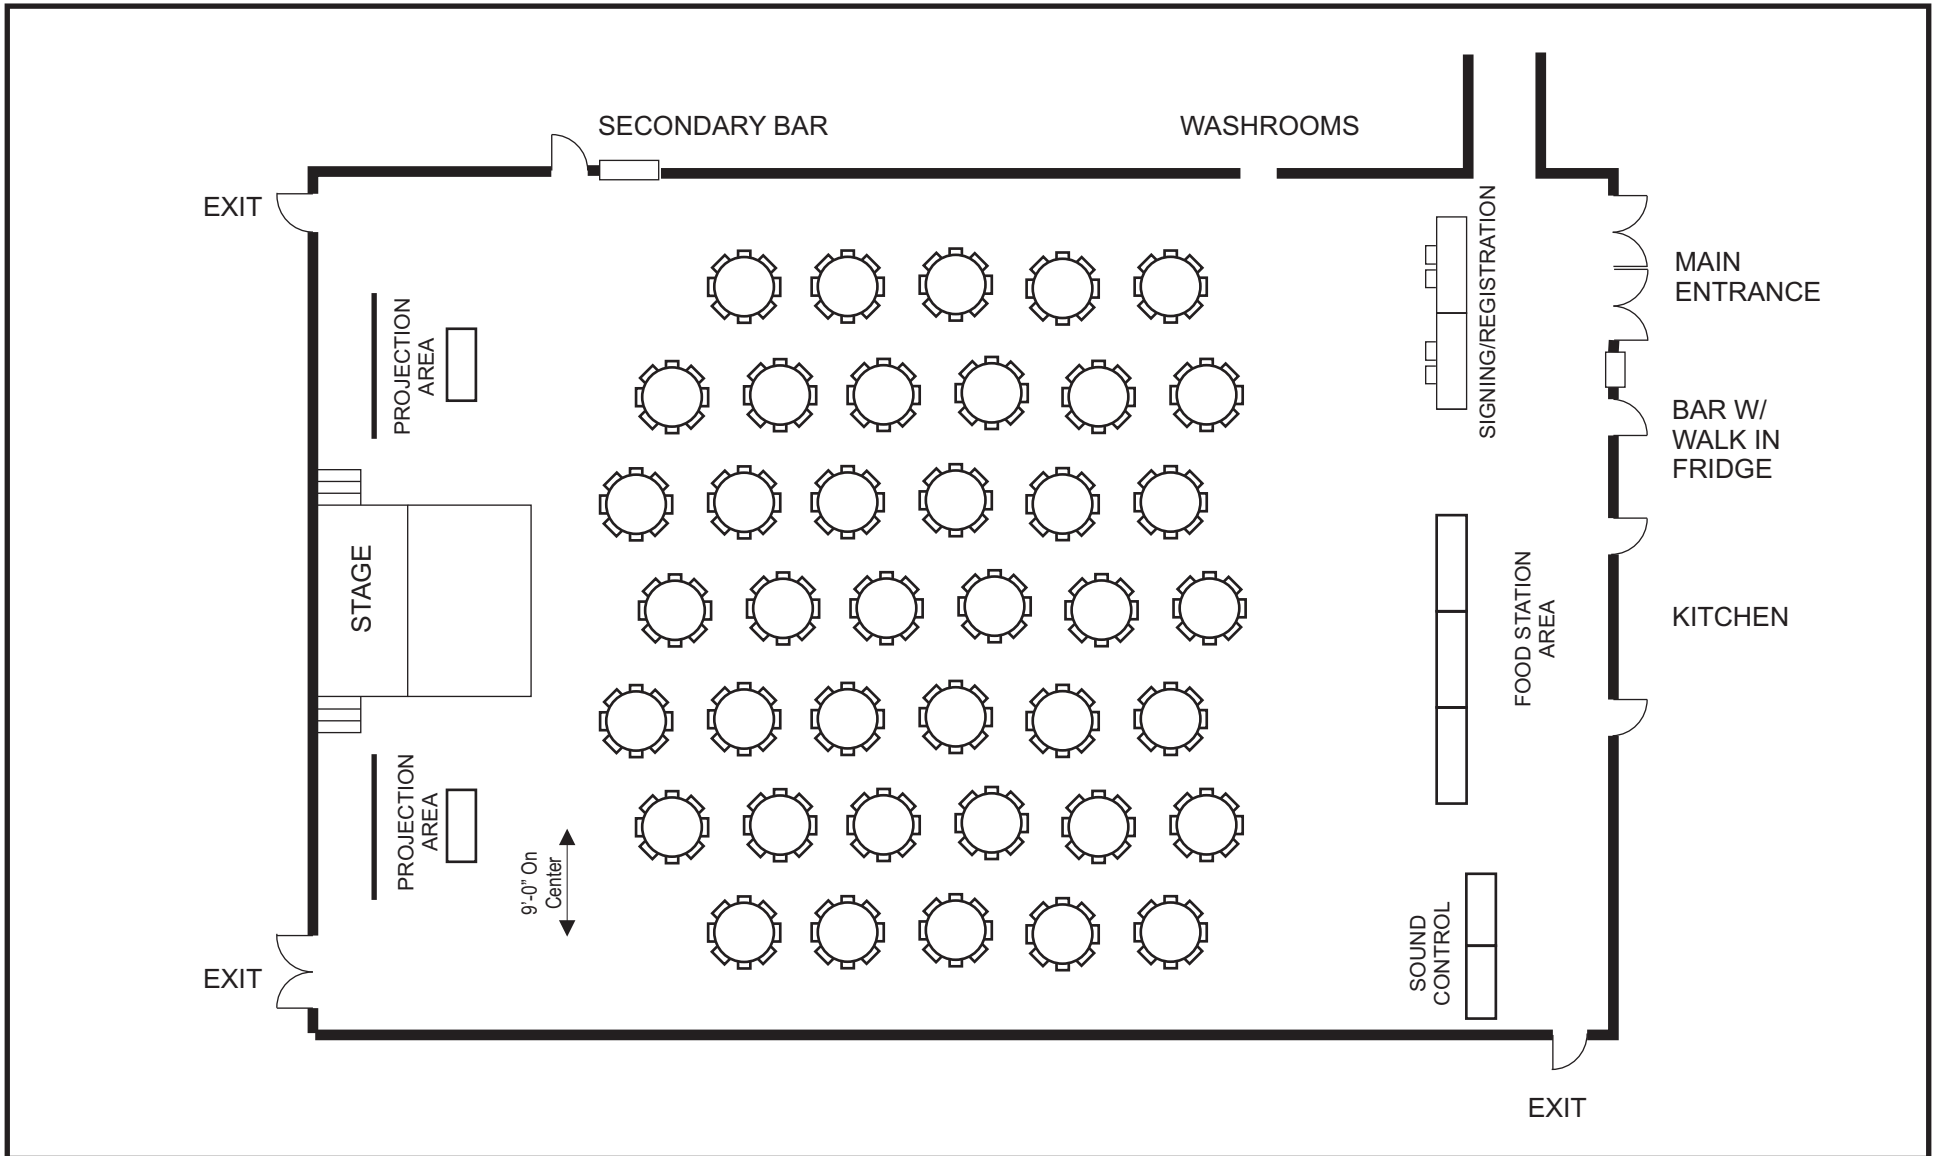 SECONDARY BAR
WASHROOMS
EXIT
SIGNING/REGISTRATION
MAIN
ENTRANCE
PROJECTION
AREA
BAR W/
WALK IN
FRIDGE
STAGE
FOOD STATION
AREA
KITCHEN
PROJECTION
AREA
9'-0" On
Center
SOUND
CONTROL
EXIT
EXIT